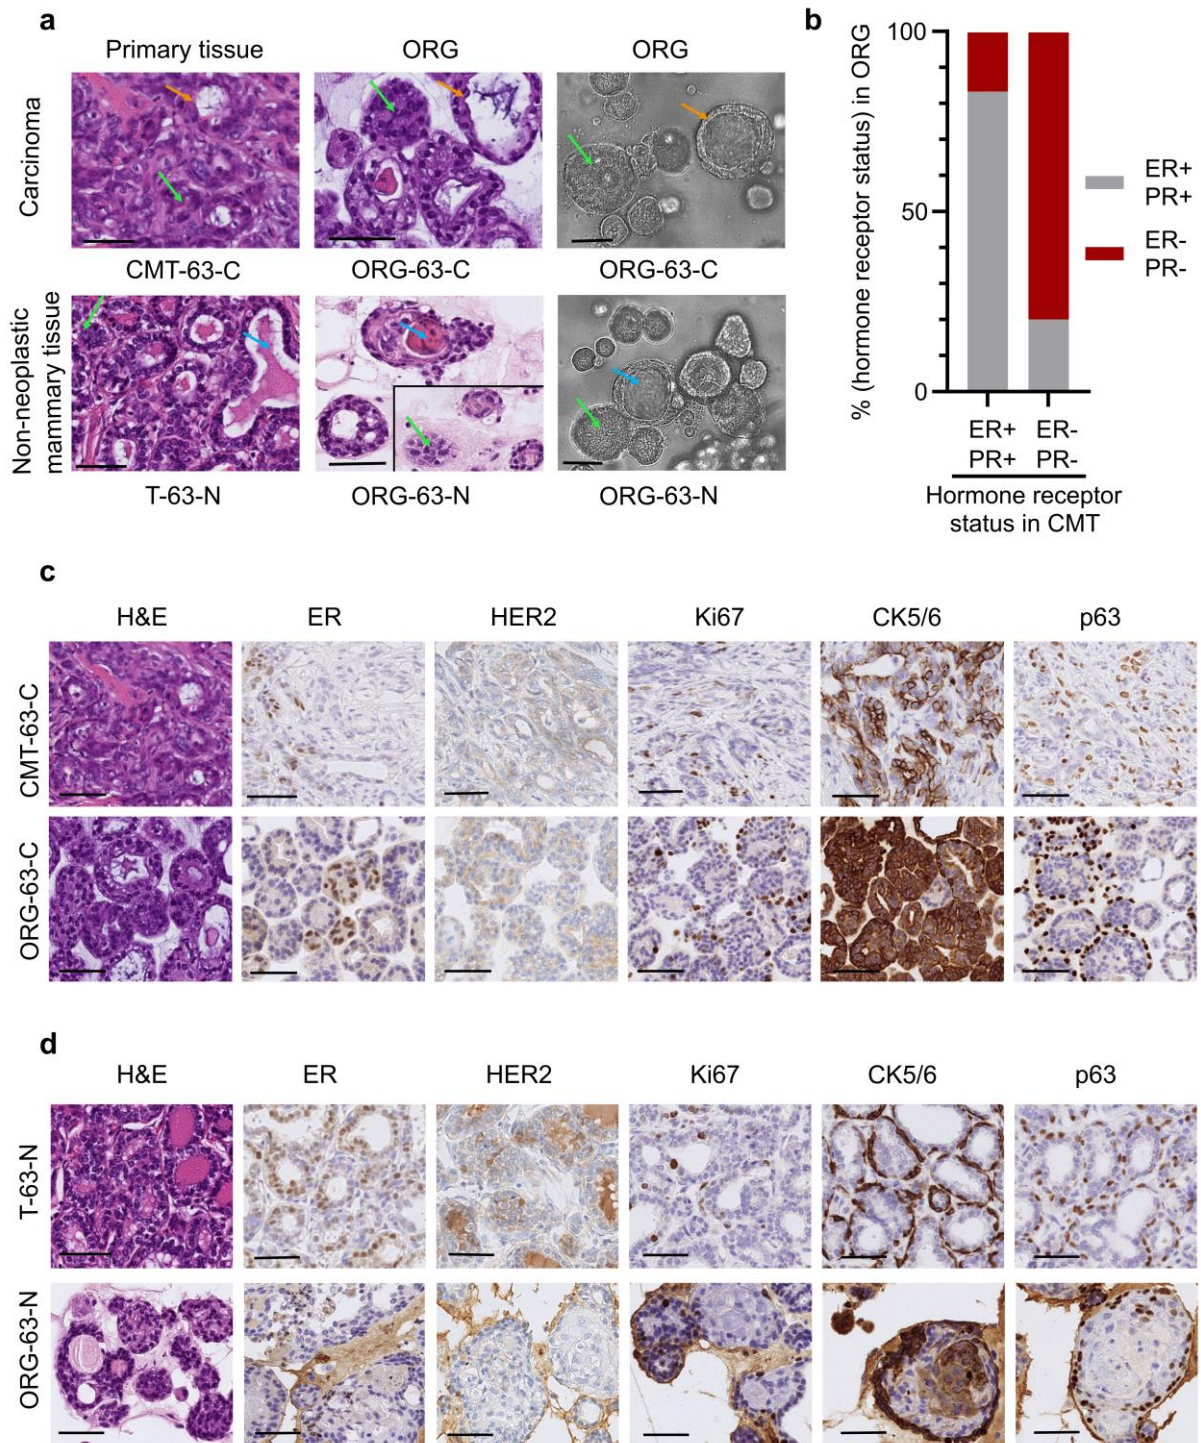 a
Primary tissue
ORG
ORG
Carcinoma
CMT-63-C
ORG-63-C
ORG-63-C
Non-neoplastic
mammary tissue
T-63-N
ORG-63-N
ORG-63-N
b
% (hormone receptor status) in ORG
100
50
0
ER+
PR+
ER-
PR-
ER+
PR+
ER-
PR-
Hormone receptor
status in CMT
c
H&E
ER
HER2
Ki67
CK5/6
p63
CMT-63-C
ORG-63-C
d
H&E
ER
HER2
Ki67
CK5/6
p63
T-63-N
ORG-63-N